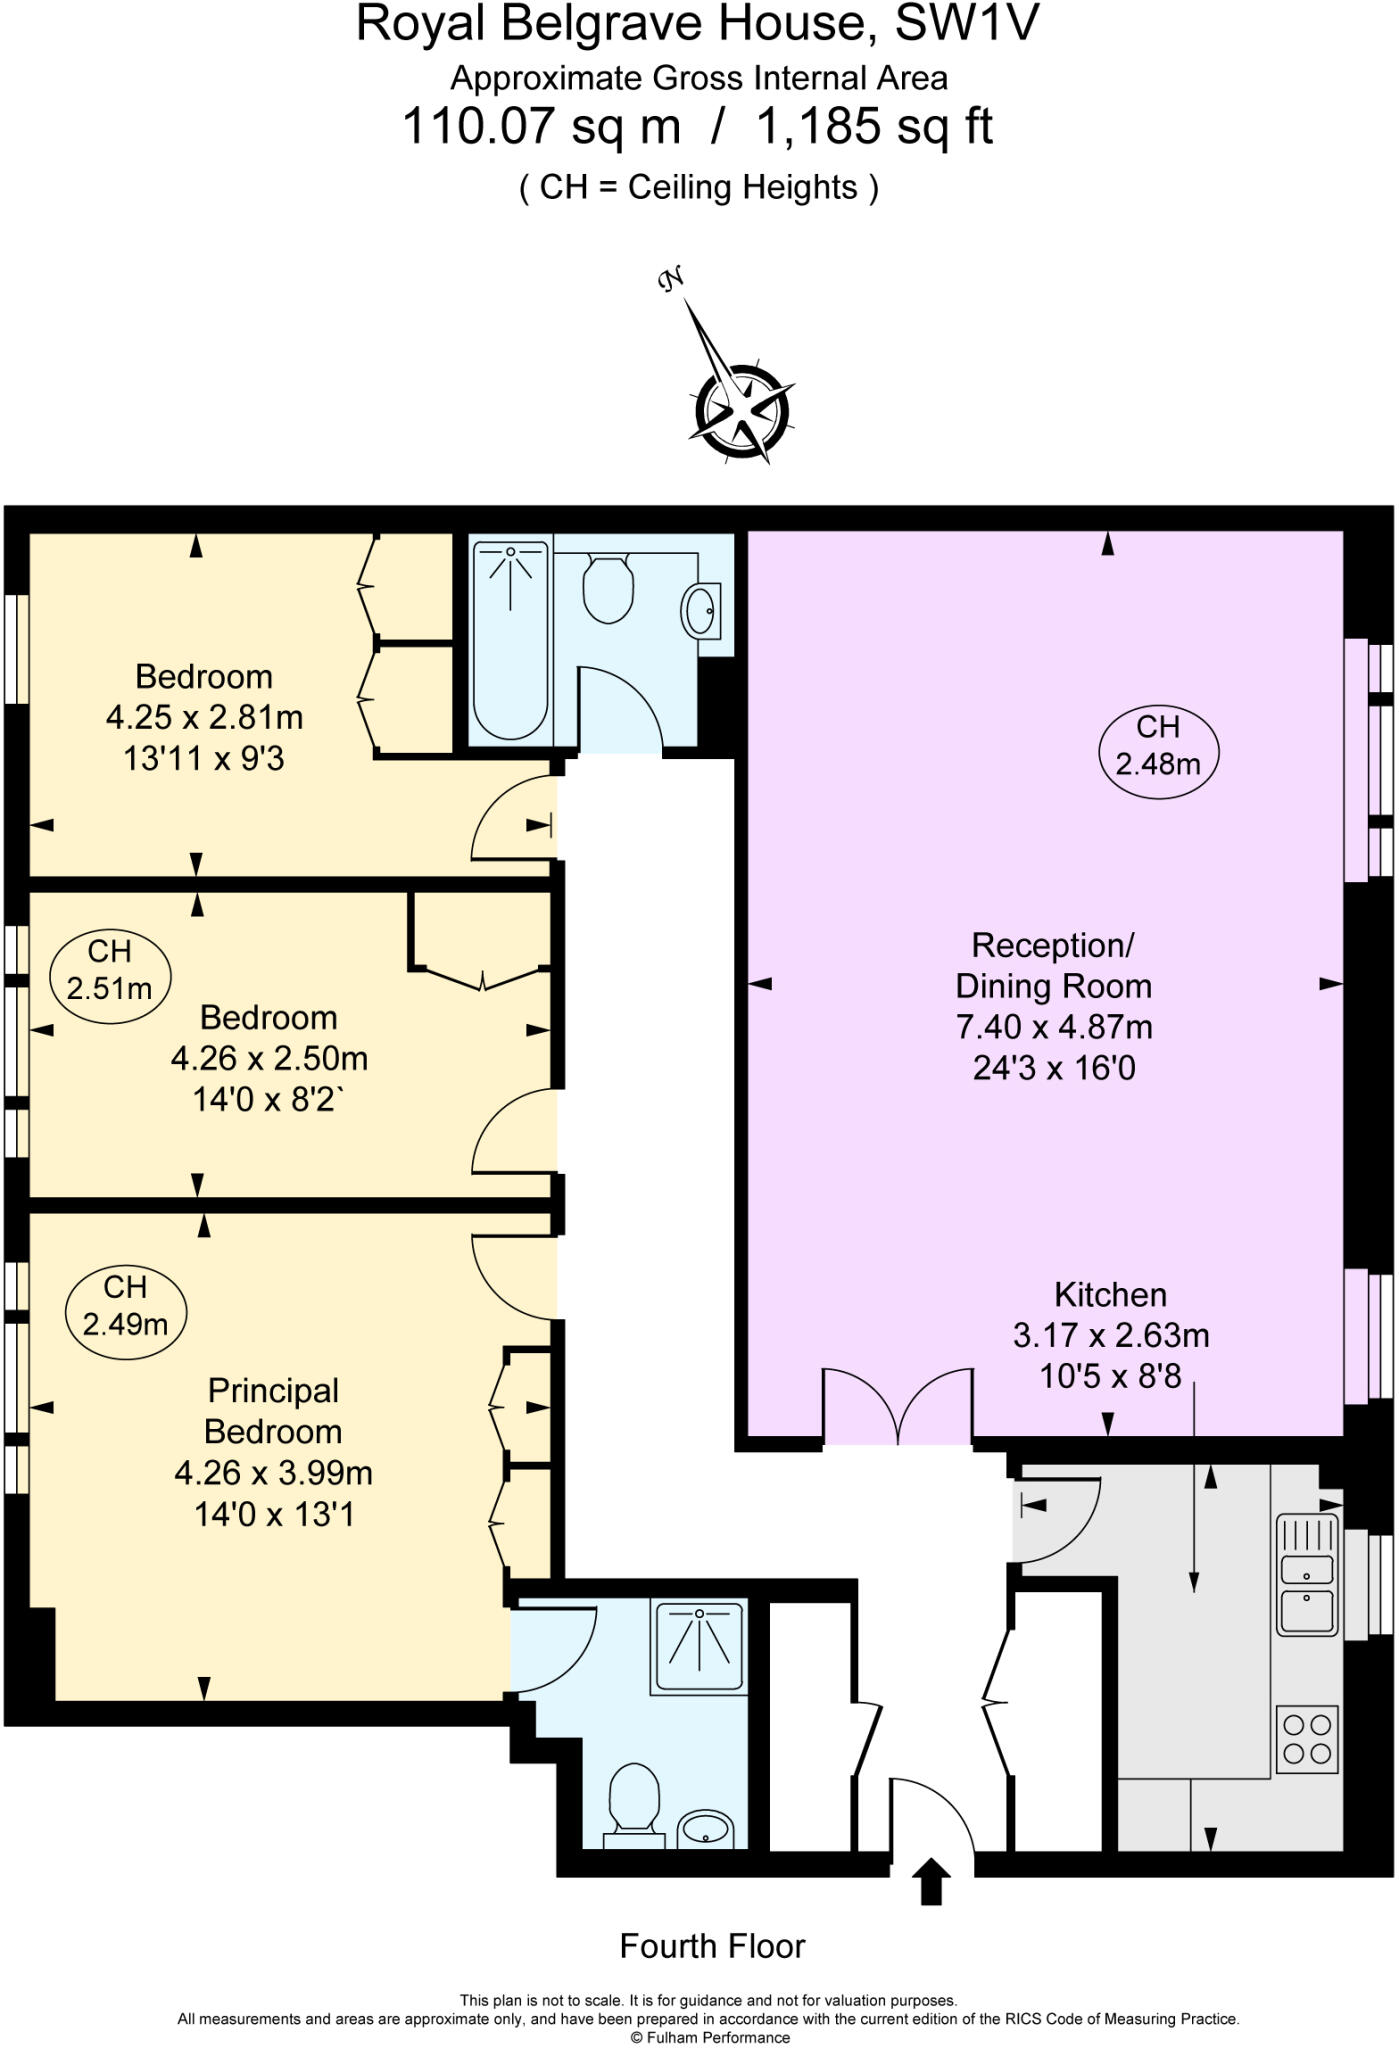 Royal Belgrave House, SW1V
Approximate Gross Internal Area
110.07 sq m / 1,185 sq ft
( CH = Ceiling Heights )
N
Bedroom
4.25 x 2.81m
13'11 x 9'3
CH
2.48m
CH
2.51m
Bedroom
4.26 x 2.50m
14'0 x 8'2`
Reception/
Dining Room
7.40 x 4.87m
24'3 x 16'0
CH
2.49m
Principal
Bedroom
4.26 x 3.99m
14'0 x 13'1
Kitchen
3.17 x 2.63m
10'5 x 8'8
Fourth Floor
This plan is not to scale. It is for guidance and not for valuation purposes.
All measurements and areas are approximate only, and have been prepared in accordance with the current edition of the RICS Code of Measuring Practice.
© Fulham Performance